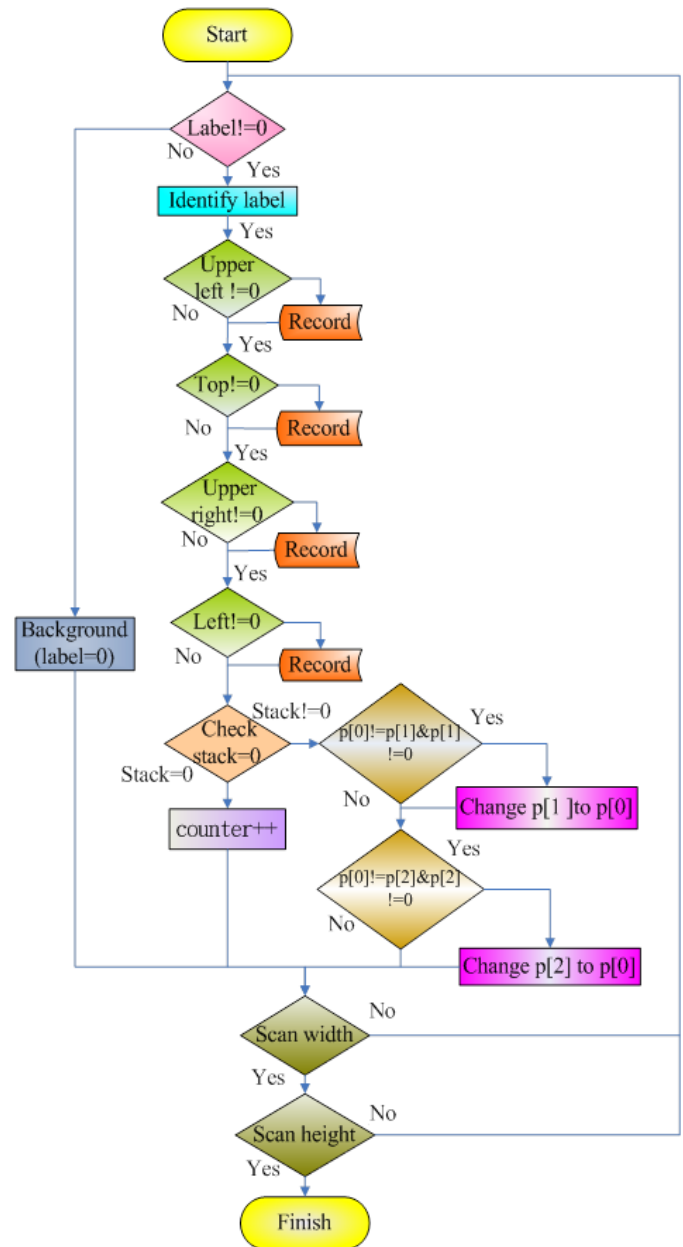 Start
Label!=0
No
Yes
Identify label
Yes
Upper
left !=0
No
Record
Yes
Top!=0
No
Record
Yes
Upper
right!=0
No
Record
Yes
Left!=0
No
Record
Background
(label=0)
Stack!=0
Check
stack=0
Stack=0
p[0]!=p[1]&p[1]
!=0
Yes
No
Change p[1 ]to p[0]
counter++
Yes
p[0]!=p[2]&p[2]
!=0
No
Change p[2] to p[0]
Scan width
No
Yes
Scan height
No
Yes
Finish